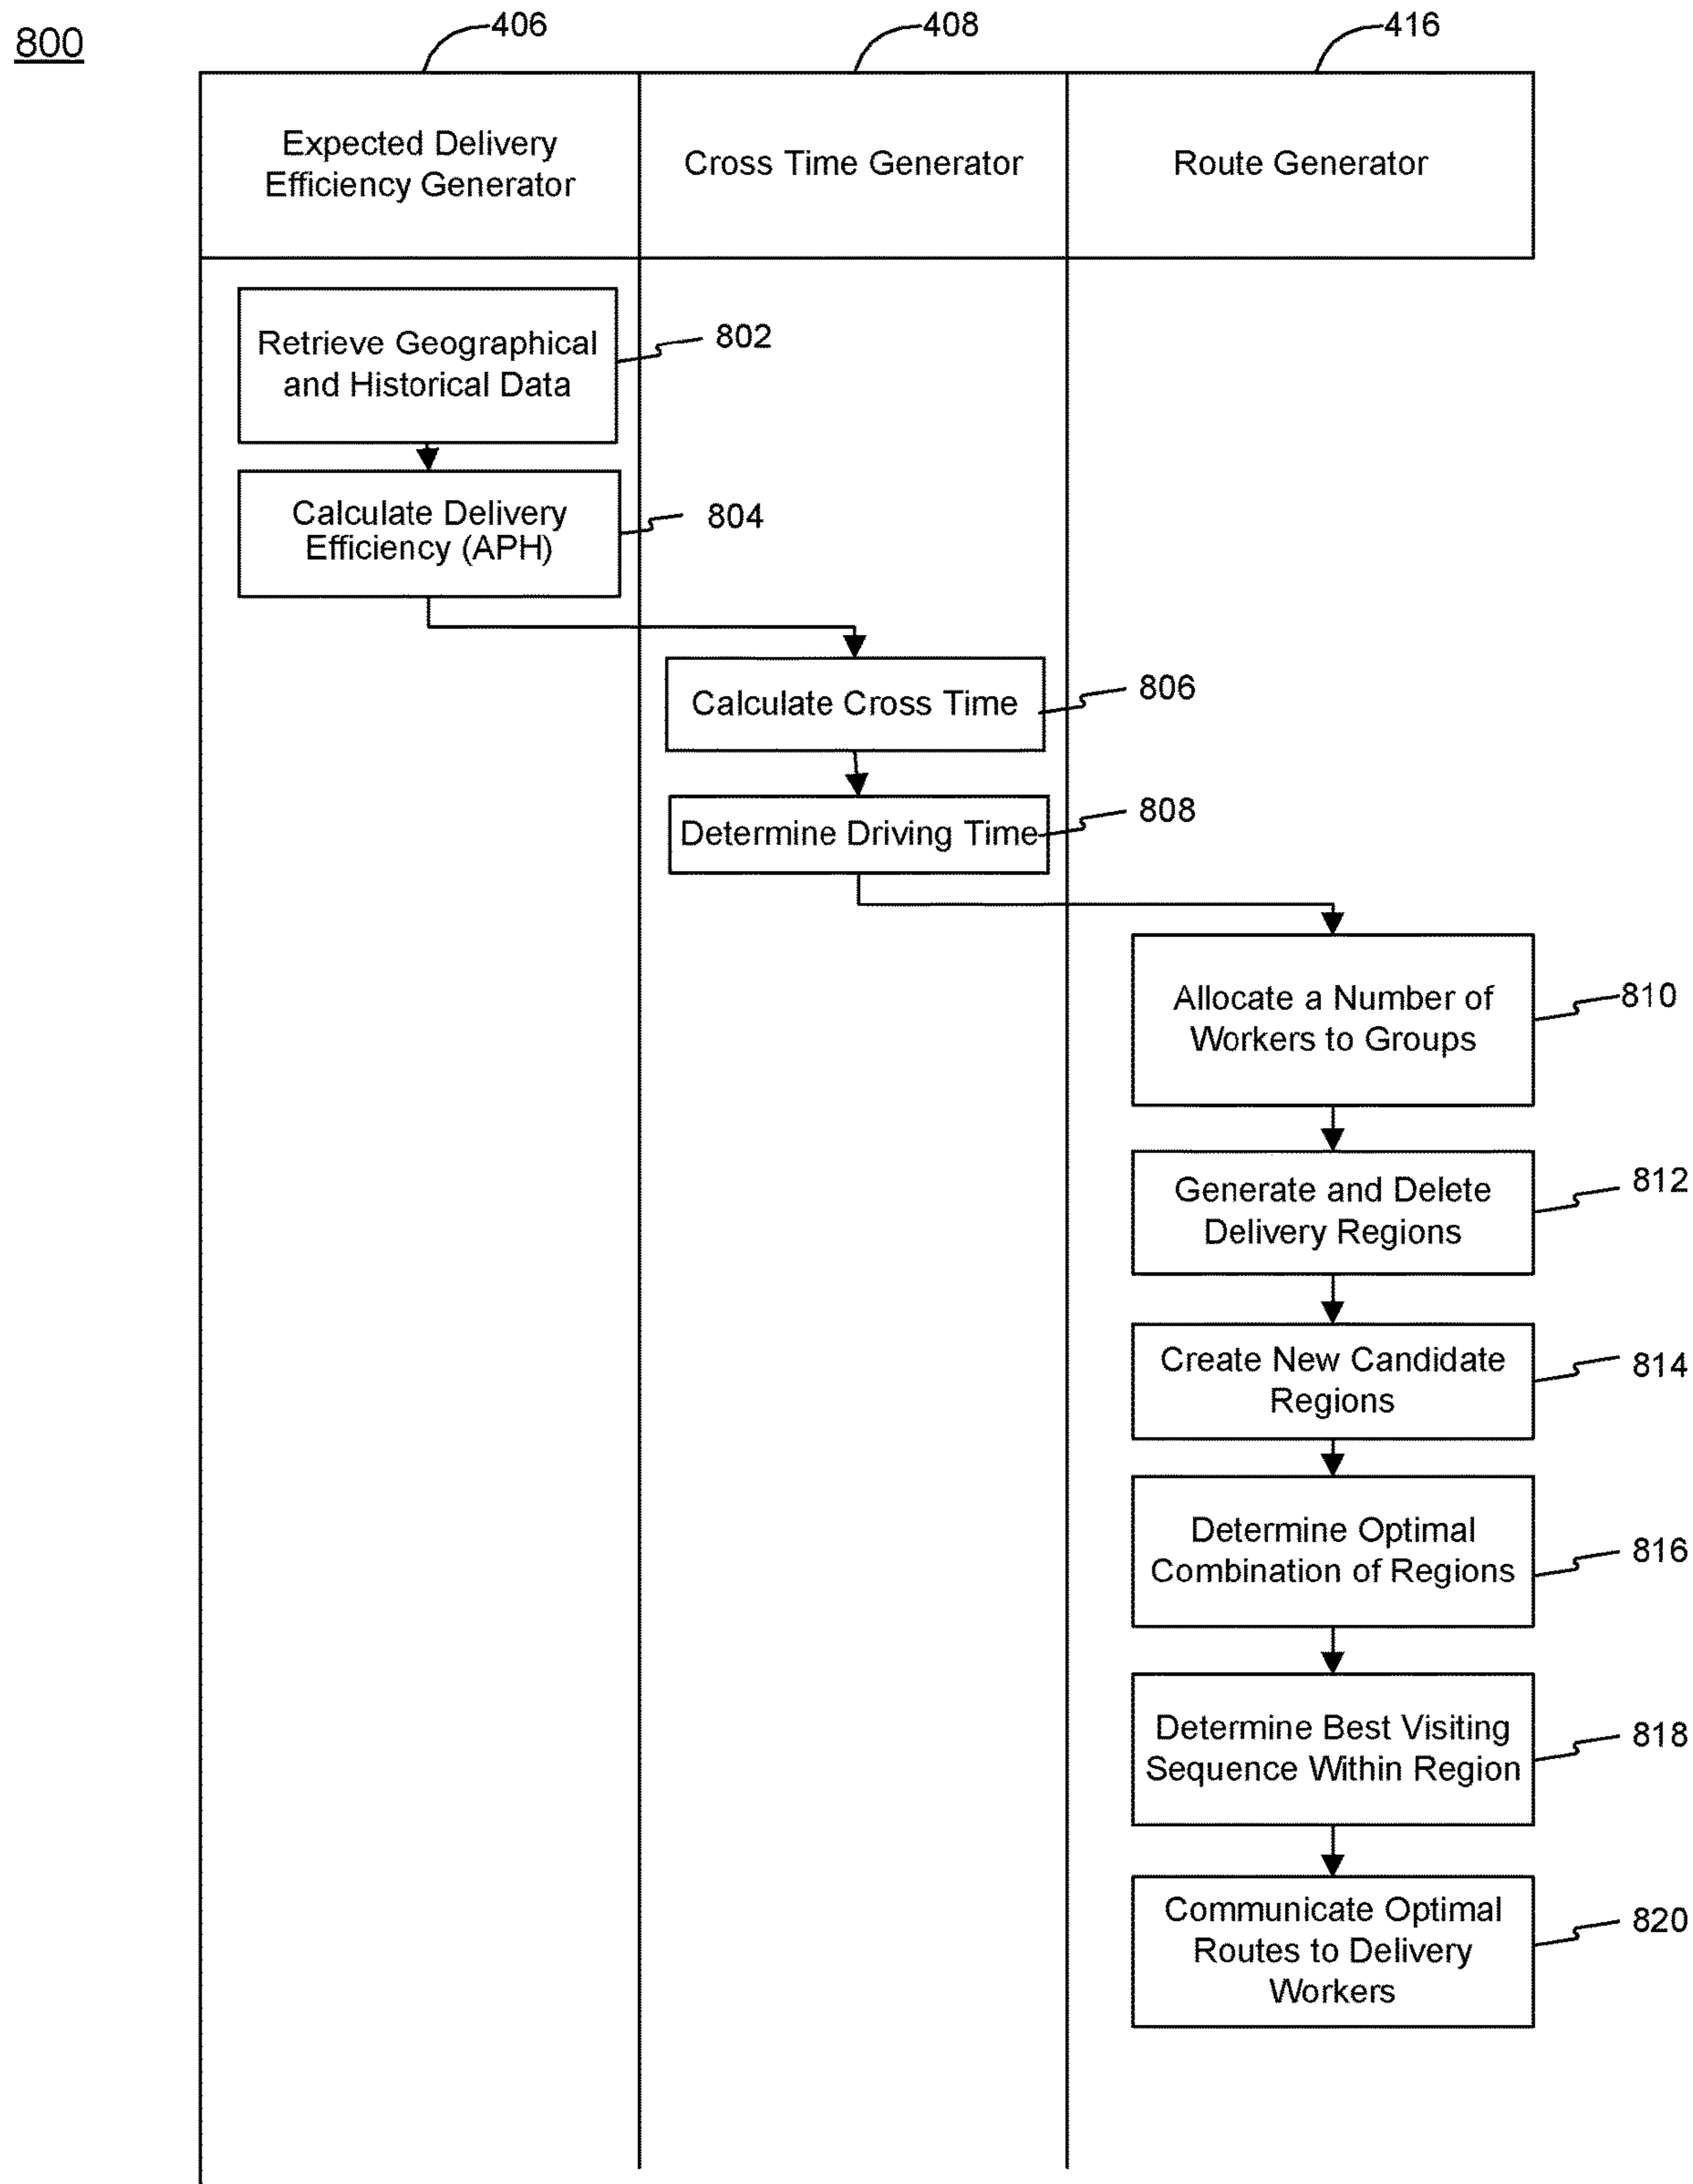 800
406
408
416
Expected Delivery
Efficiency Generator
Cross Time Generator
Route Generator
Retrieve Geographical
and Historical Data
802
Calculate Delivery
Efficiency (APH)
804
Calculate Cross Time
806
Determine Driving Time
808
Allocate a Number of
Workers to Groups
810
Generate and Delete
Delivery Regions
812
Create New Candidate
Regions
814
Determine Optimal
Combination of Regions
816
Determine Best Visiting
Sequence Within Region
818
Communicate Optimal
Routes to Delivery
Workers
820